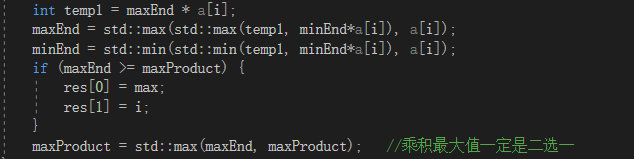 int temp1 = maxEnd * a[i];
maxEnd = std::max(std::max(temp1, minEnd*a[i]), a[i]);
minEnd = std::min(std::min(temp1, minEnd*a[i]), a[i]);
if (maxEnd >= maxProduct) {
res[0] = max;
res[1] = i;
}
maxProduct = std::max(maxEnd, maxProduct); //乘积最大值一定是二选一